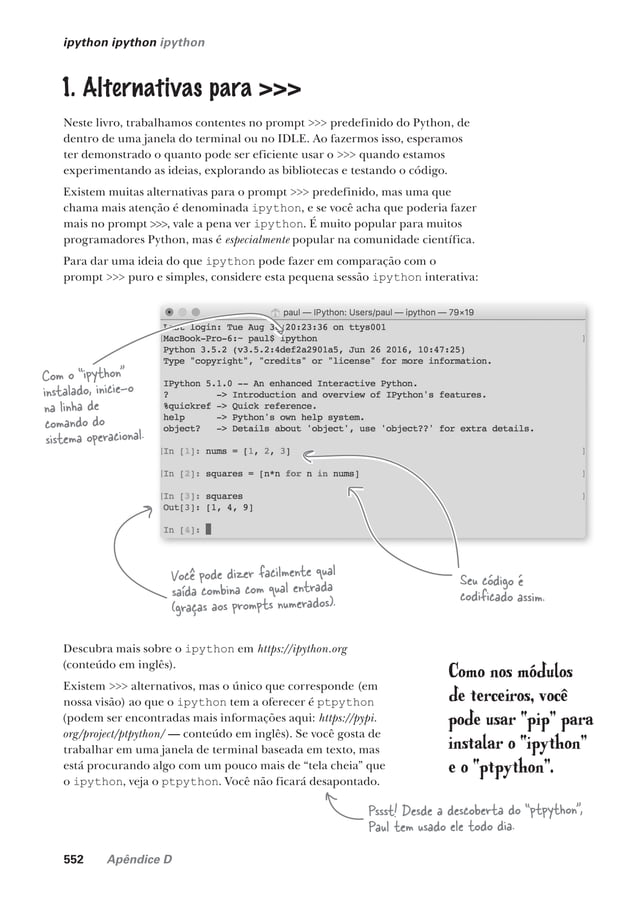 ipython ipython ipython
1. Alternativas para >>>
Neste livro, trabalhamos contentes no prompt >>> predefinido do Python, de
dentro de uma janela do terminal ou no IDLE. Ao fazermos isso, esperamos
ter demonstrado o quanto pode ser eficiente usar o >>> quando estamos
experimentando as ideias, explorando as bibliotecas e testando o código.
Existem muitas alternativas para o prompt >>> predefinido, mas uma que
chama mais atenção é denominada ipython, e se você acha que poderia fazer
mais no prompt >>>, vale a pena ver ipython. É muito popular para muitos
programadores Python, mas é especialmente popular na comunidade científica.
Para dar uma ideia do que ipython pode fazer em comparação com o
prompt >>> puro e simples, considere esta pequena sessão ipython interativa:
paul — IPython: Users/paul — ipython — 79×19
Last login: Tue Aug 20:23:36 on ttys001
[MacBook-Pro-6:~ paul$ ipython ]
Python 3.5.2 (v3.5.2:4def2a2901a5, Jun 26 2016, 10:47:25)
Type "copyright", "credits" or "license" for more information.
IPython 5.1.0 -- An enhanced Interactive Python.
? -> Introduction and overview of IPython's features.
%quickref -> Quick reference.
help -> Python's own help system.
object? -> Details about 'object', use 'object??' for extra details.
[In [1]: nums = [1, 2, 3] ]
[In [2]: squares = [n*n for n in nums] ]
[In [3]: squares ]
Out[3]: [1, 4, 9]
In [4]:
Com o "ipython"
instalado, inicie-o
na linha de
comando do
sistema operacional.
Você pode dizer facilmente qual
saída combina com qual entrada
(graças aos prompts numerados).
Seu código é
codificado assim.
Descubra mais sobre o ipython em https://ipython.org
(conteúdo em inglês).
Existem >>> alternativos, mas o único que corresponde (em
nossa visão) ao que o ipython tem a oferecer é ptpython
(podem ser encontradas mais informações aqui: https://pypi.
org/project/ptpython/ — conteúdo em inglês). Se você gosta de
trabalhar em uma janela de terminal baseada em texto, mas
está procurando algo com um pouco mais de “tela cheia” que
o ipython, veja o ptpython. Você não ficará desapontado.
Como nos módulos
de terceiros, você
pode usar "pip" para
instalar o "ipython"
e o "ptpython".
Pssst! Desde a descoberta do "ptpython",
Paul tem usado ele todo dia.
552 Apêndice D